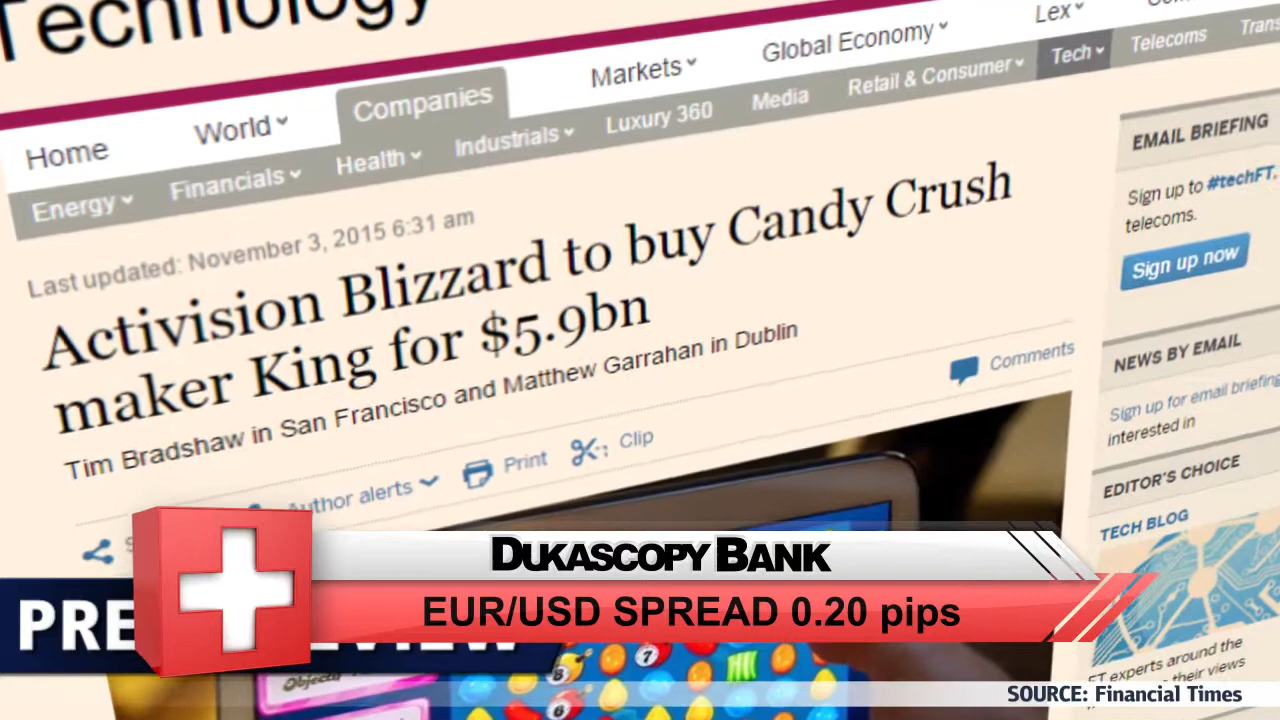 Technology
Home World Companies Markets Global Economy Lex
Energy Financials Health Industrials Luxury 360 Media Retail & Consumer Tech Telecoms
Last updated: November 3, 2015 6:31 am
Activision Blizzard to buy Candy Crush
maker King for $5.9bn
Tim Bradshaw in San Francisco and Matthew Garrahan in Dublin
Comments
Author alerts Print Clip
EMAIL BRIEFING
Sign up to #techFT.
telecoms.
Sign up now
NEWS BY EMAIL
Sign up for email briefing
interested in
EDITOR'S CHOICE
TECH BLOG
FT experts around the
their views
DUKASCOPY BANK
EUR/USD SPREAD 0.20 pips
PRE
7
8
6
SOURCE: Financial Times